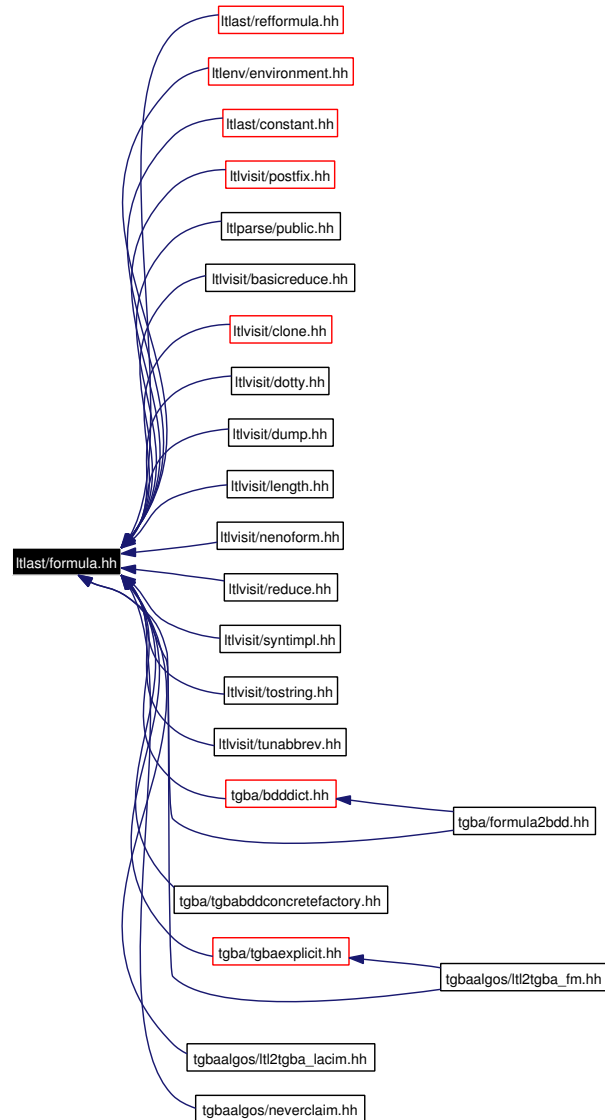 ltlast/refformula.hh
ltlenv/environment.hh
ltlast/constant.hh
ltlvisit/postfix.hh
ltlparse/public.hh
ltlvisit/basicreduce.hh
ltlvisit/clone.hh
ltlvisit/dotty.hh
ltlvisit/dump.hh
ltlvisit/length.hh
ltlvisit/nenoform.hh
ltlast/formula.hh
ltlvisit/reduce.hh
ltlvisit/syntimpl.hh
ltlvisit/tostring.hh
ltlvisit/tunabbrev.hh
tgba/bdddict.hh
tgba/formula2bdd.hh
tgba/tgbabddconcretefactory.hh
tgba/tgbaexplicit.hh
tgbaalgos/ltl2tgba_fm.hh
tgbaalgos/ltl2tgba_lacim.hh
tgbaalgos/neverclaim.hh